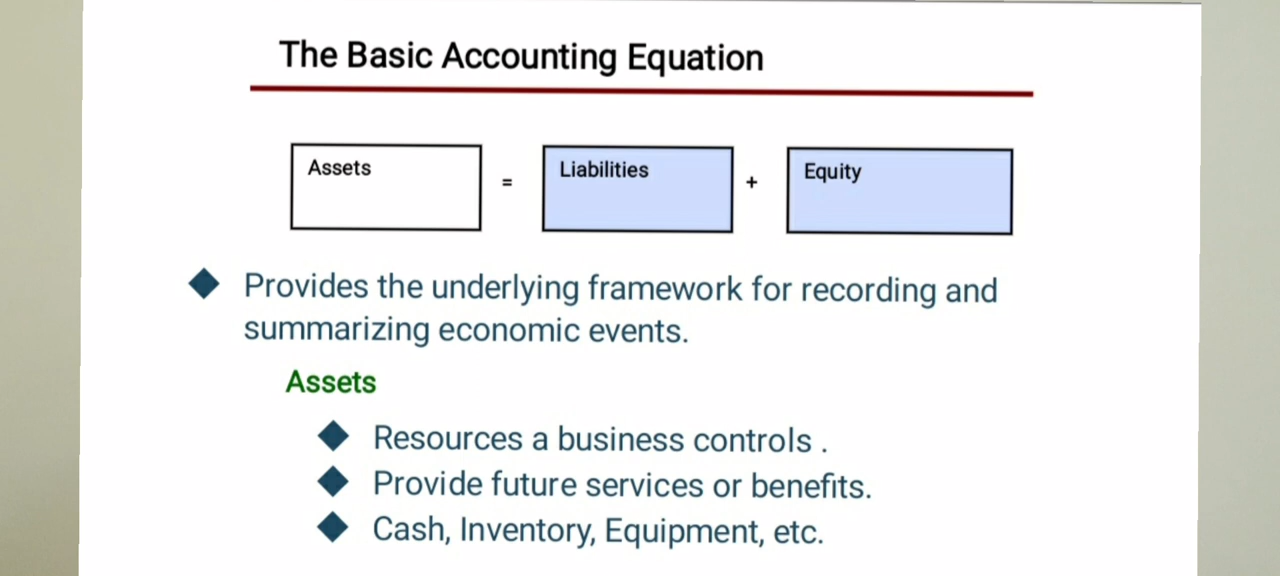 The Basic Accounting Equation
Assets = Liabilities + Equity
Provides the underlying framework for recording and
summarizing economic events.
Assets
Resources a business controls .
Provide future services or benefits.
Cash, Inventory, Equipment, etc.